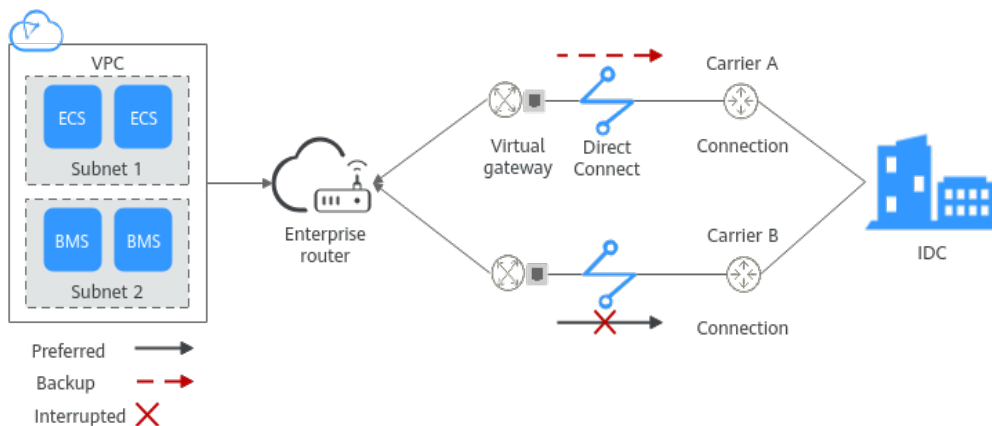 VPC
ECS
ECS
Subnet 1
BMS
BMS
Subnet 2
Enterprise
router
Virtual
gateway
Direct
Connect
Carrier A
Connection
Carrier B
Connection
IDC
Preferred
Backup
Interrupted